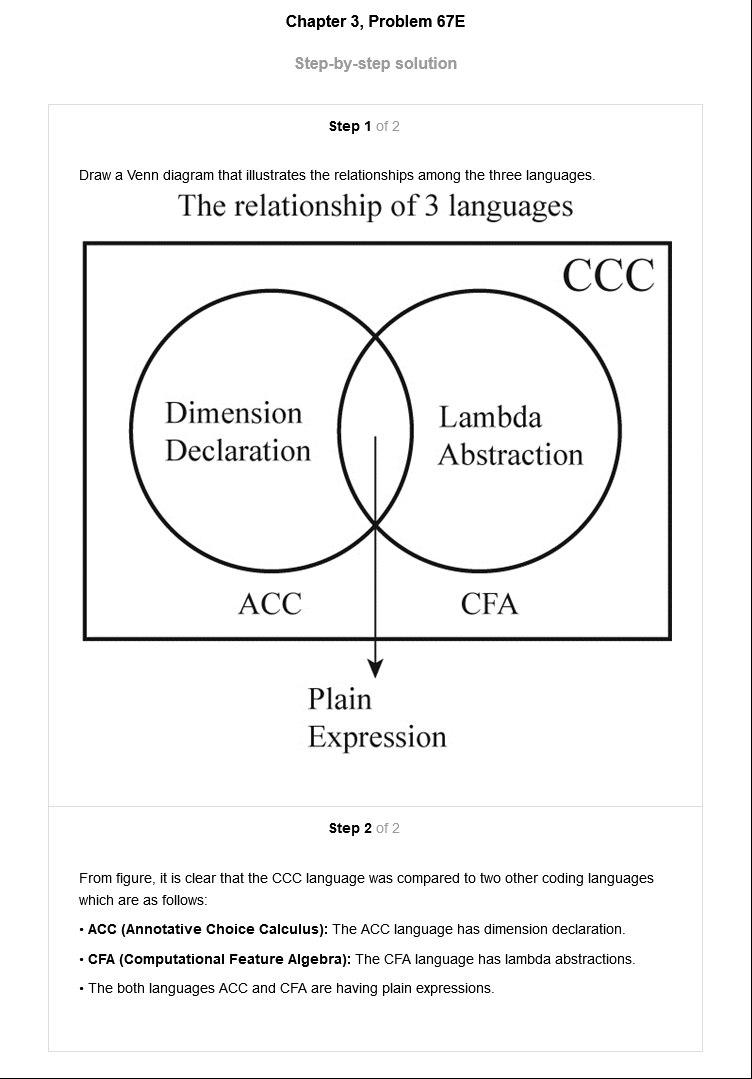 Chapter 3, Problem 67E
Step-by-step solution
Step 1 of 2
Draw a Venn diagram that illustrates the relationships among the three languages.
The relationship of 3 languages
CCC
Dimension
Declaration
Lambda
Abstraction
ACC
CFA
Plain
Expression
Step 2 of 2
From figure, it is clear that the CCC language was compared to two other coding languages
which are as follows:
• ACC (Annotative Choice Calculus): The ACC language has dimension declaration.
• CFA (Computational Feature Algebra): The CFA language has lambda abstractions.
• The both languages ACC and CFA are having plain expressions.